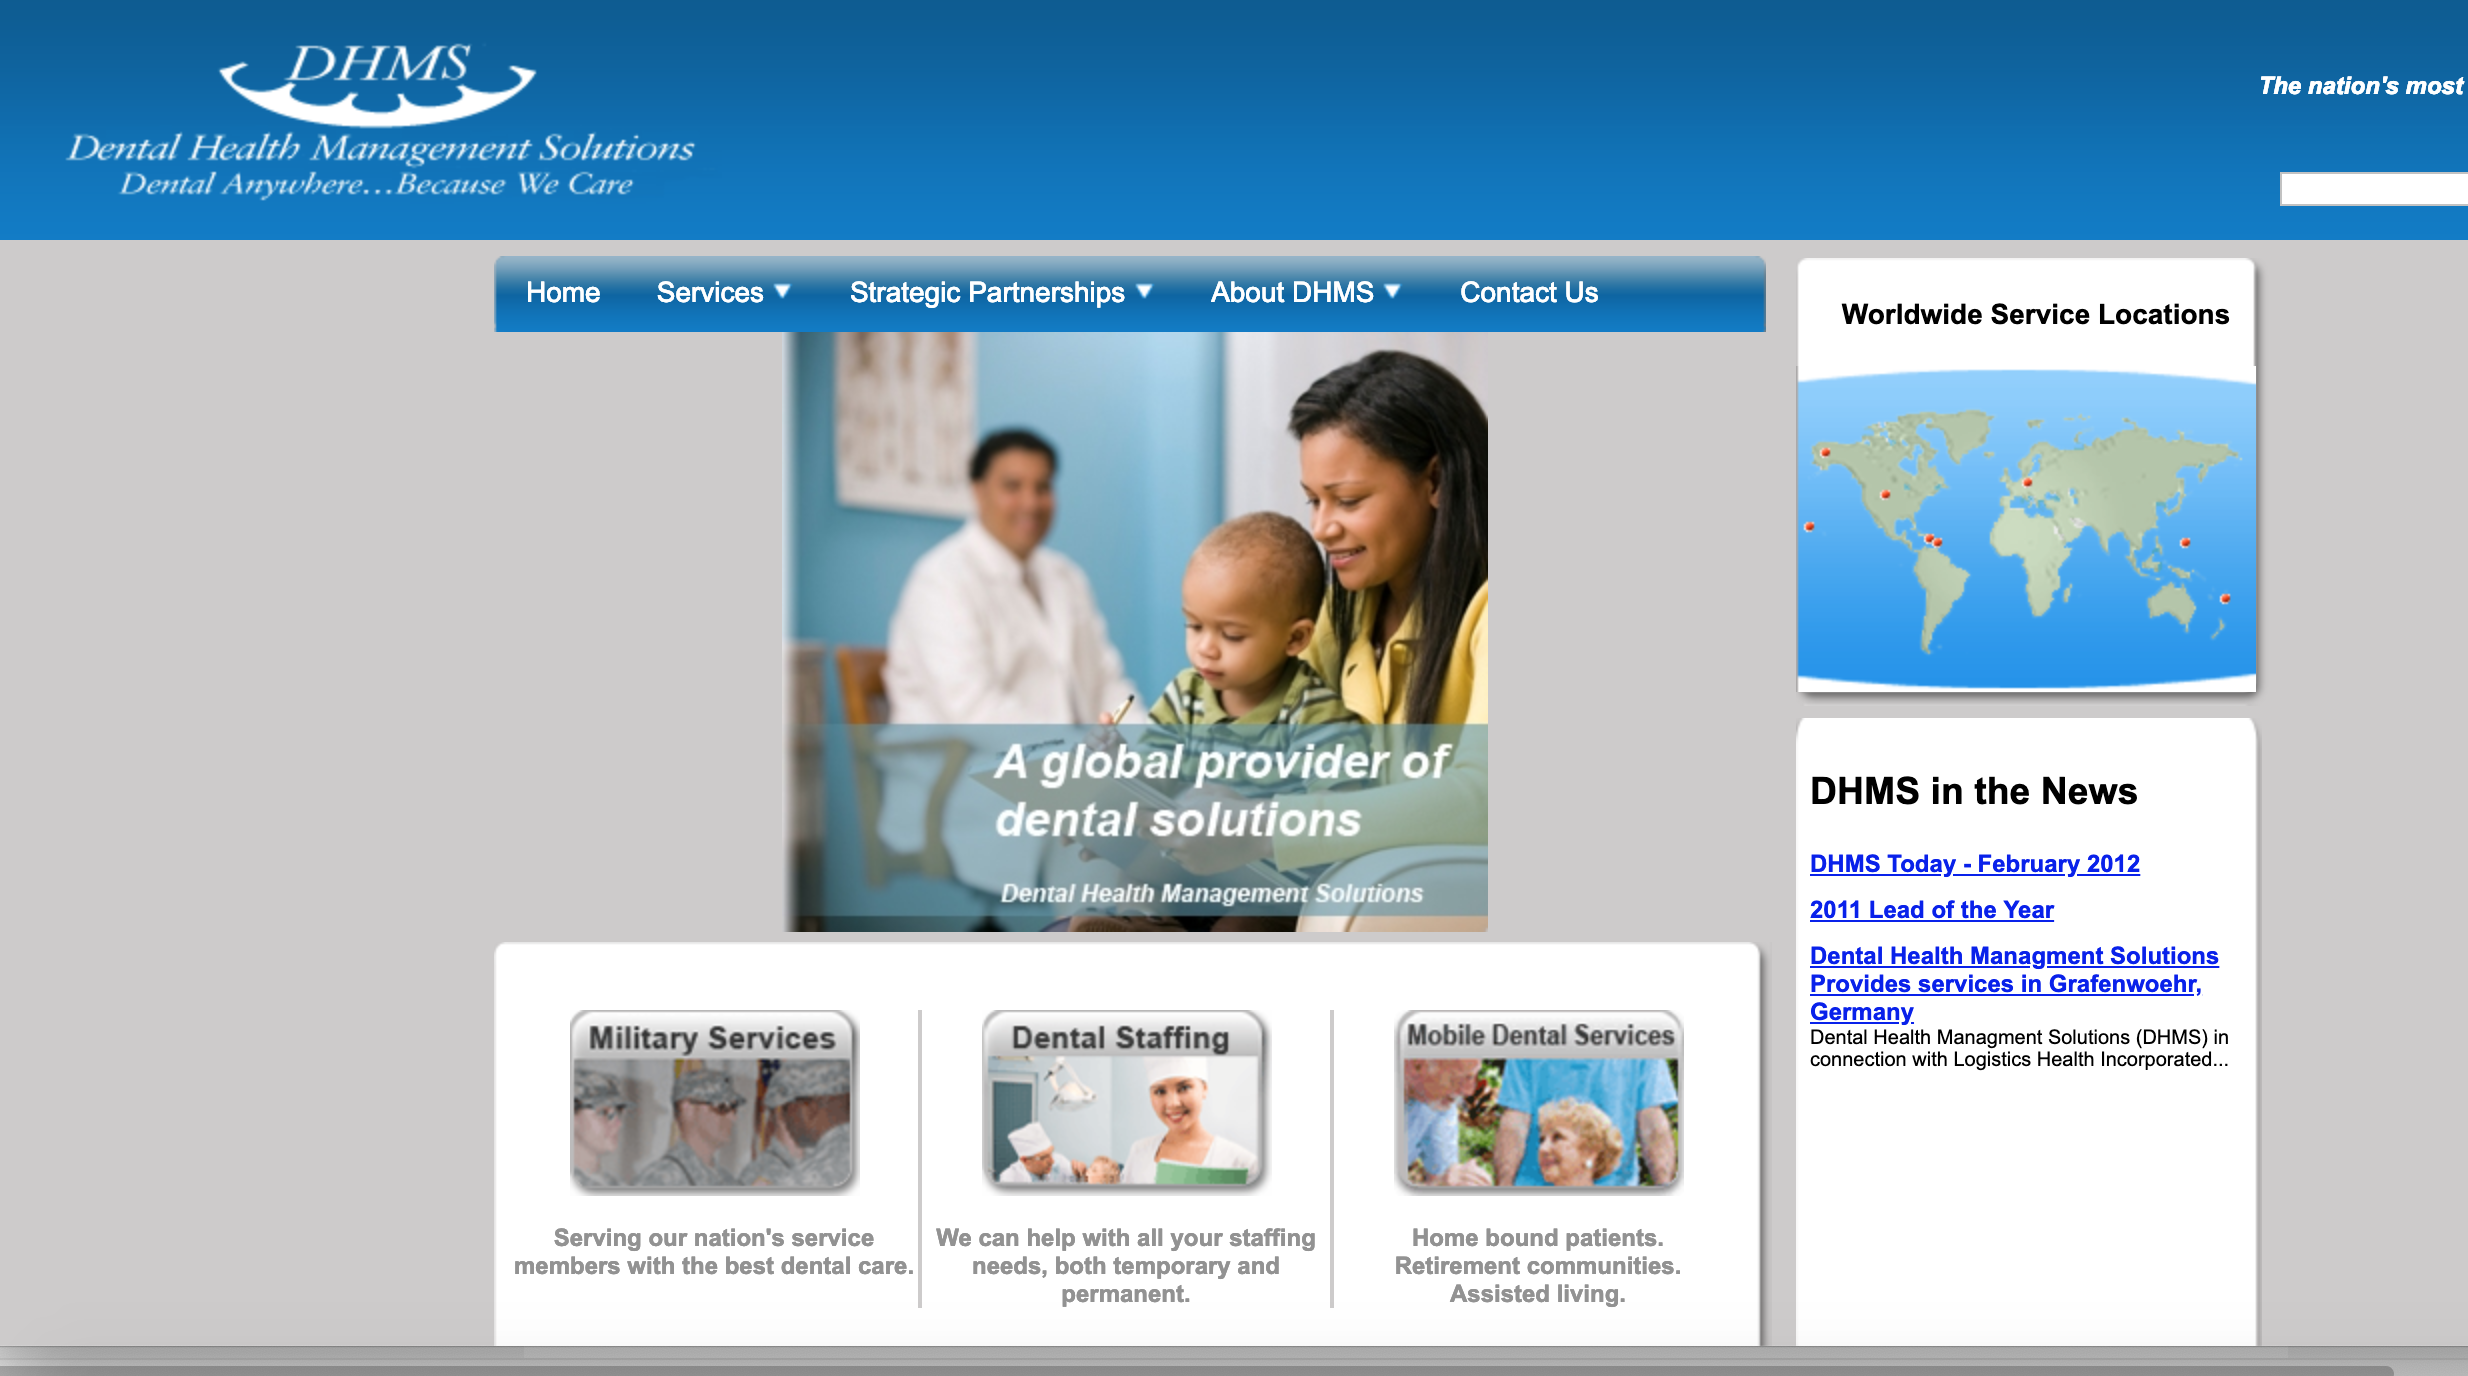 DHMS
Dental Health Management Solutions
Dental Anywhere...Because We Care
The nation's most
Home
Services
Strategic Partnerships
About DHMS
Contact Us
A global provider of
dental solutions
Dental Health Management Solutions
Military Services
Serving our nation's service
members with the best dental care.
Dental Staffing
We can help with all your staffing
needs, both temporary and
permanent.
Mobile Dental Services
Home bound patients.
Retirement communities.
Assisted living.
Worldwide Service Locations
DHMS in the News
DHMS Today - February 2012
2011 Lead of the Year
Dental Health Managment Solutions
Provides services in Grafenwoehr,
Germany
Dental Health Managment Solutions (DHMS) in
connection with Logistics Health Incorporated...